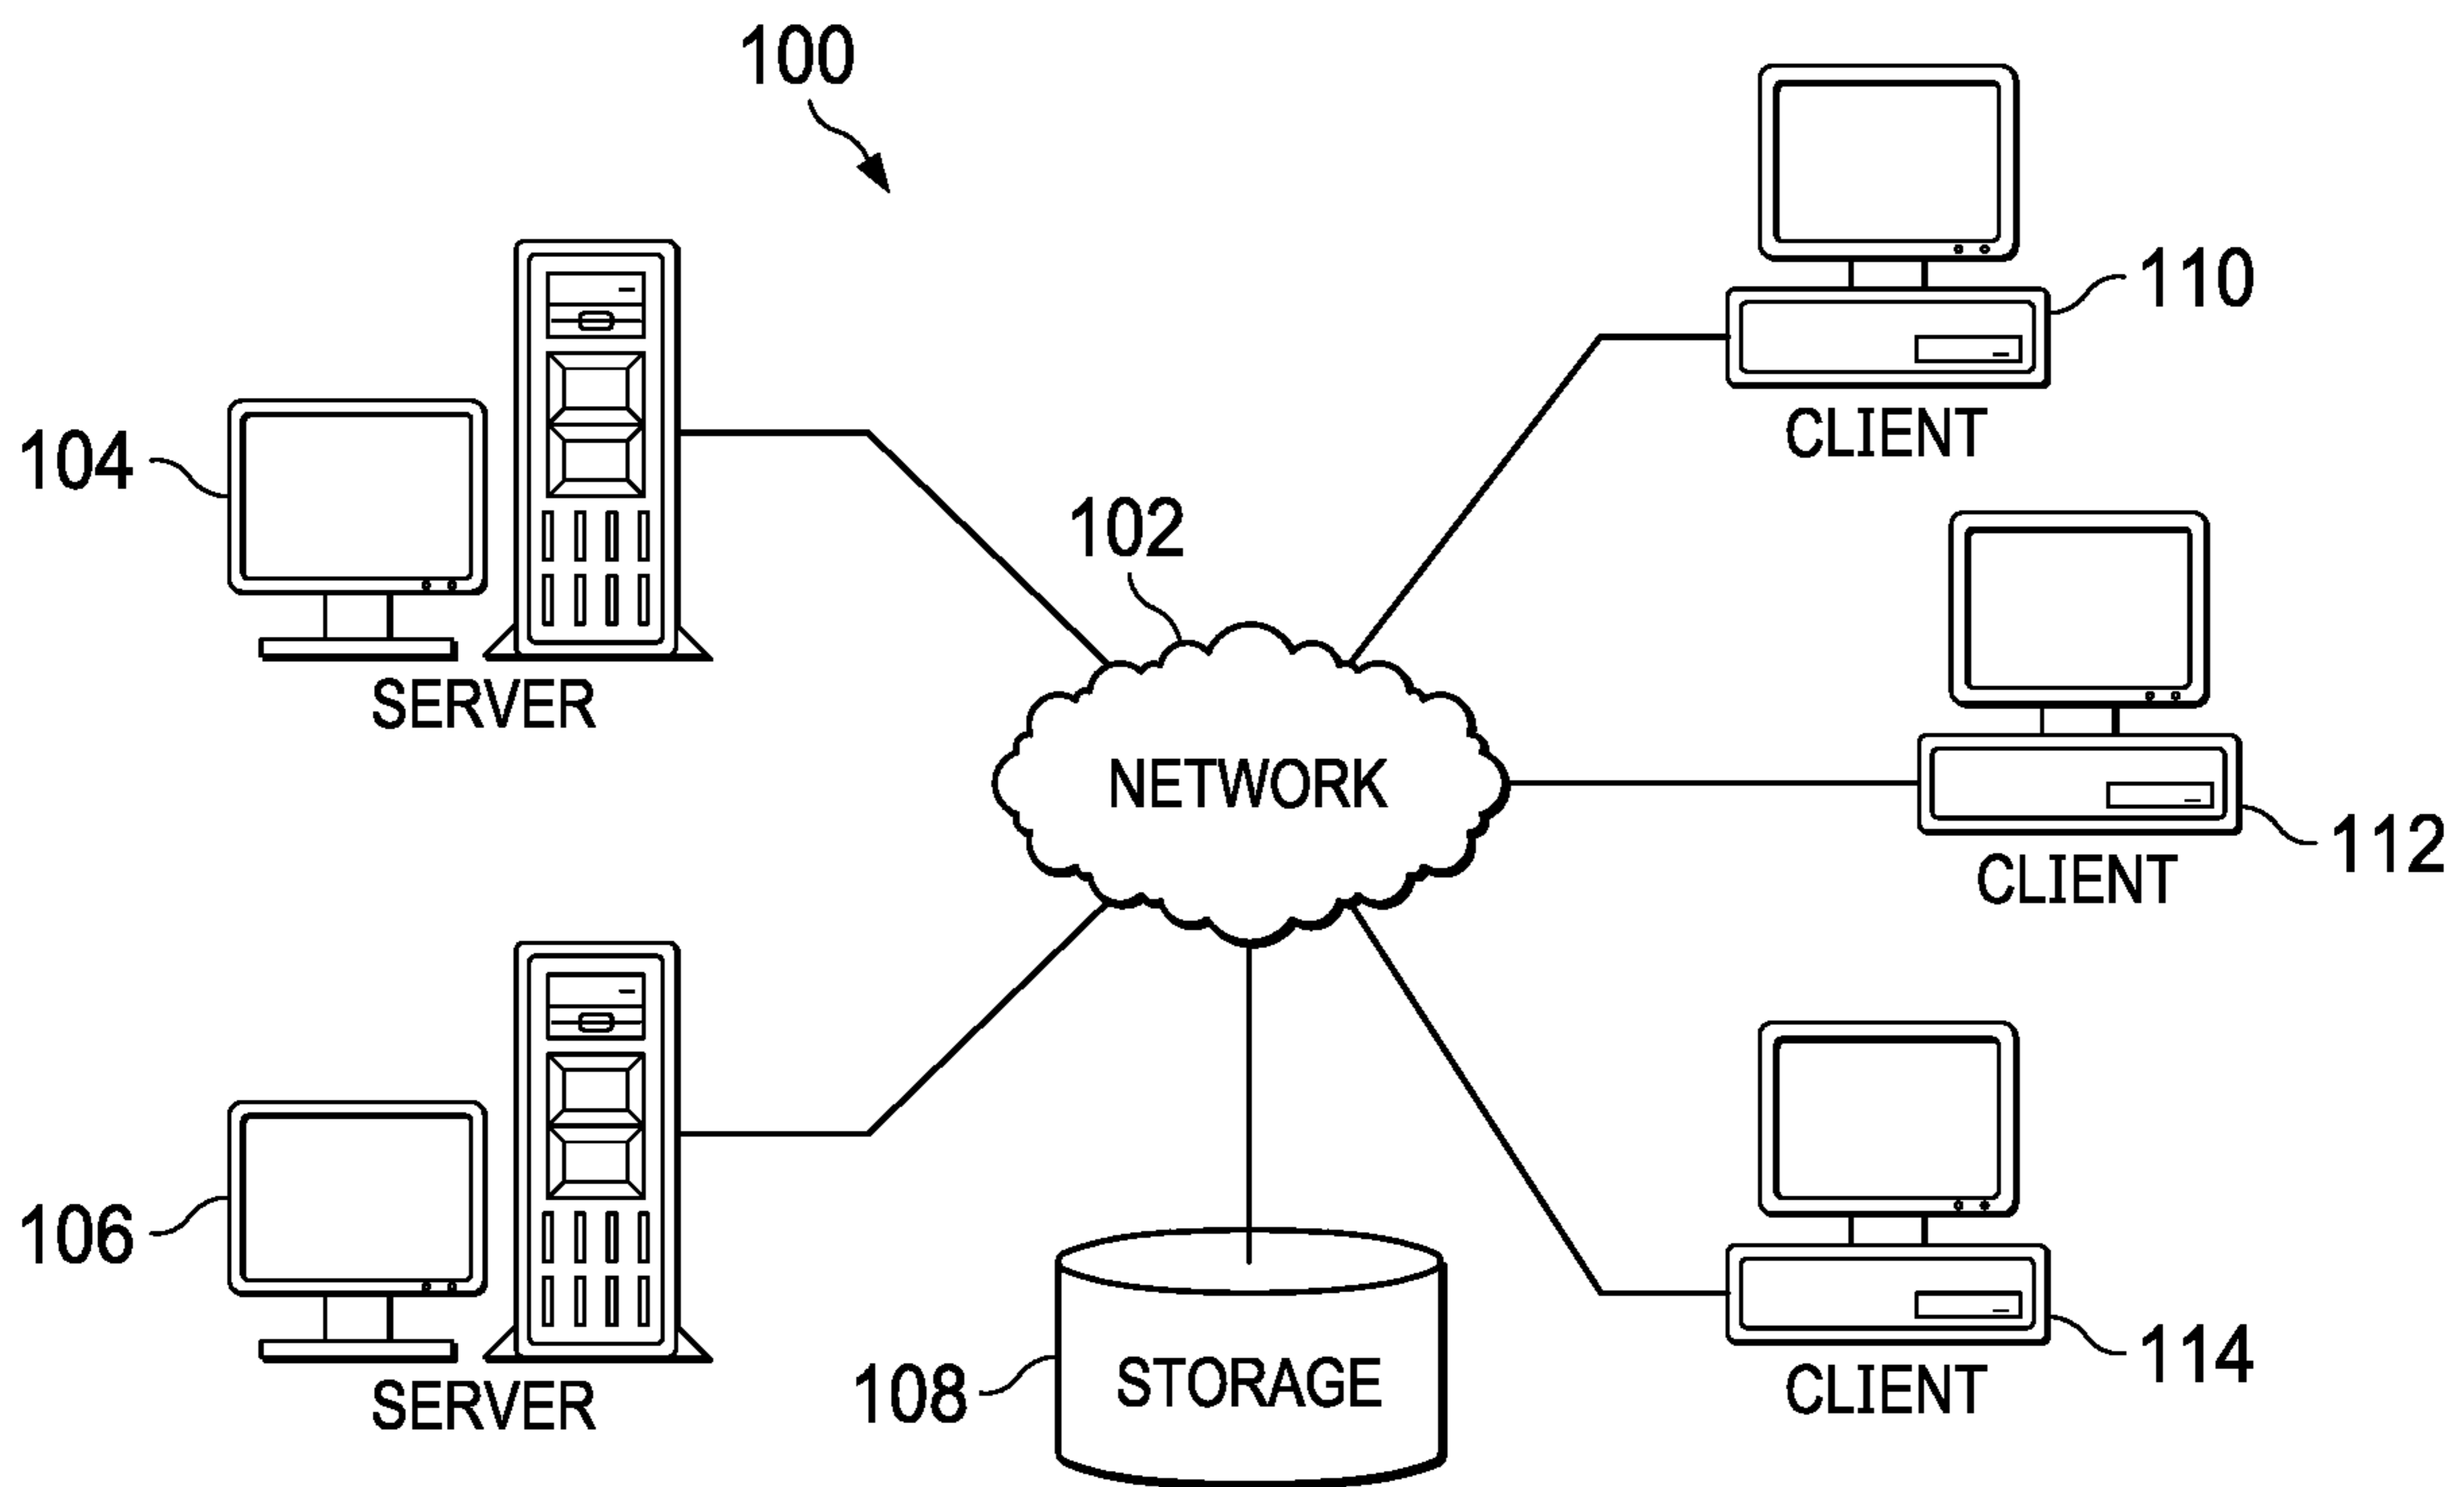 100
110
CLIENT
104
SERVER
102
NETWORK
112
CLIENT
106
SERVER
108
STORAGE
114
CLIENT